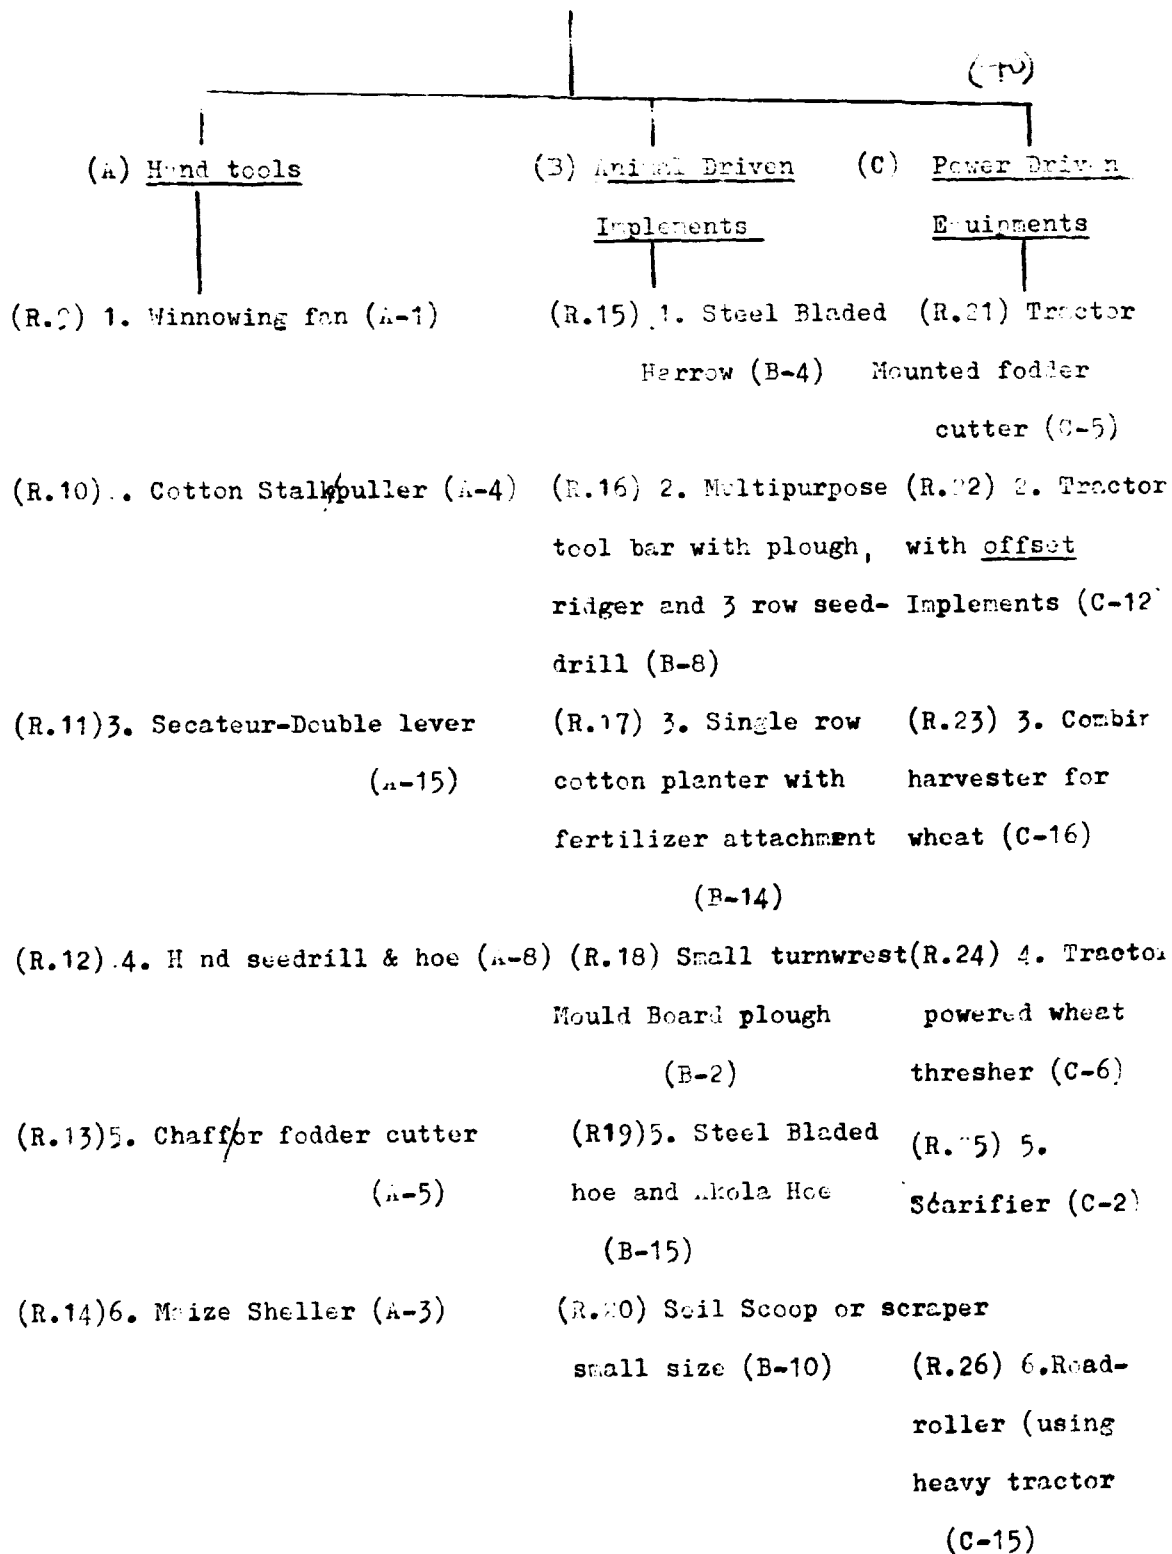 (A) Hand tools
(B) Animal Driven
Implements
(C) Power Driven
Equipments
(R.9) 1. Winnowing fan (A-1)
(R.10) . Cotton Stalk/puller (A-4)
(R.11)3. Secateur-Double lever
(A-15)
(R.12) 4. Hand seedrill & hoe (A-8)
(R.13)5. Chaff/or fodder cutter
(A-5)
(R.14)6. Maize Sheller (A-3)
(R.15) 1. Steel Bladed
Harrow (B-4)
(R.16) 2. Multipurpose
tool bar with plough,
ridger and 3 row seed-
drill (B-8)
(R.17) 3. Single row
cotton planter with
fertilizer attachment
(B-14)
(R.18) Small turnwrest
Mould Board plough
(B-2)
(R19)5. Steel Bladed
hoe and Akola Hoe
(B-15)
(R.20) Soil Scoop or scraper
small size (B-10)
(R.21) Tractor
Mounted fodder
cutter (C-5)
(R.22) 2. Tractor
with offset
Implements (C-12
(R.23) 3. Combin
harvester for
wheat (C-16)
(R.24) 4. Tracto
powered wheat
thresher (C-6)
(R.25) 5.
Scarifier (C-2)
(R.26) 6.Road-
roller (using
heavy tractor
(C-15)